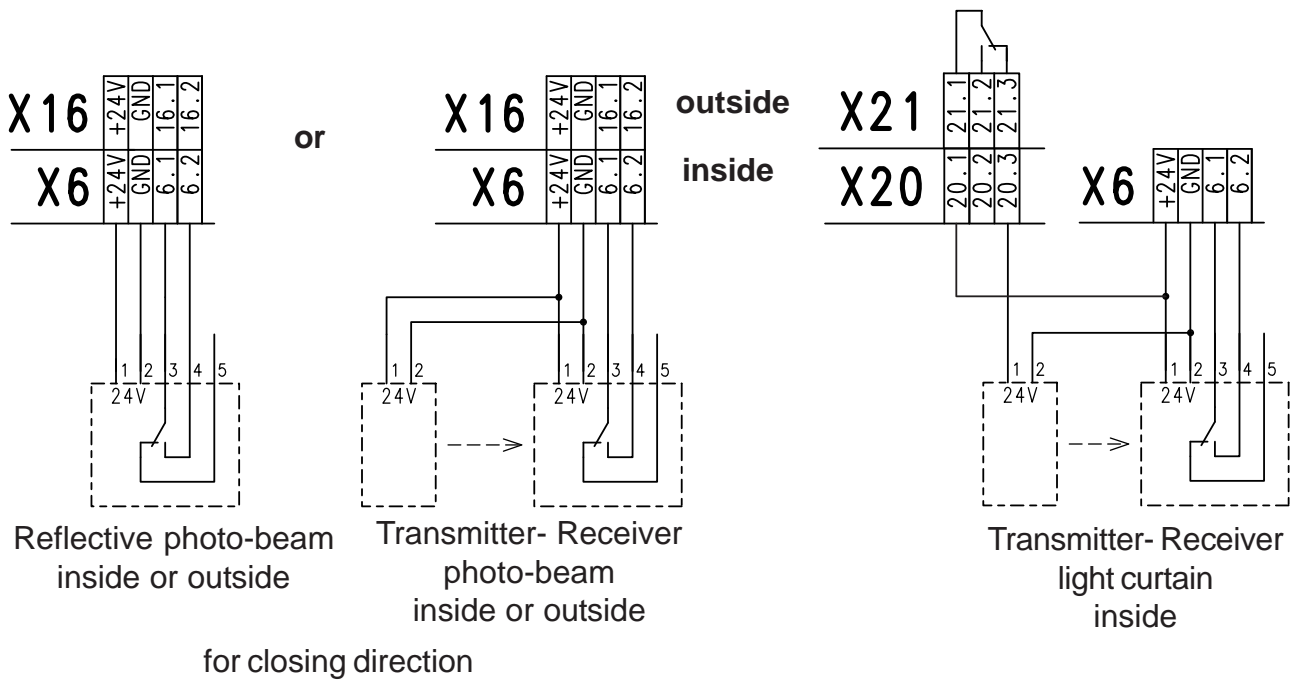 X16 +24V GND 16.1 16.2
X6 +24V GND 6.1 6.2
or
X16 +24V GND 16.1 16.2
X6 +24V GND 6.1 6.2
outside
inside
X21 21.1 21.2 21.3
X20 20.1 20.2 20.3
X6 +24V GND 6.1 6.2
1 2 3 4 5
24V
1 2
24V
1 2 3 4 5
24V
1 2
24V
1 2 3 4 5
24V
Reflective photo-beam
inside or outside
Transmitter- Receiver
photo-beam
inside or outside
Transmitter- Receiver
light curtain
inside
for closing direction